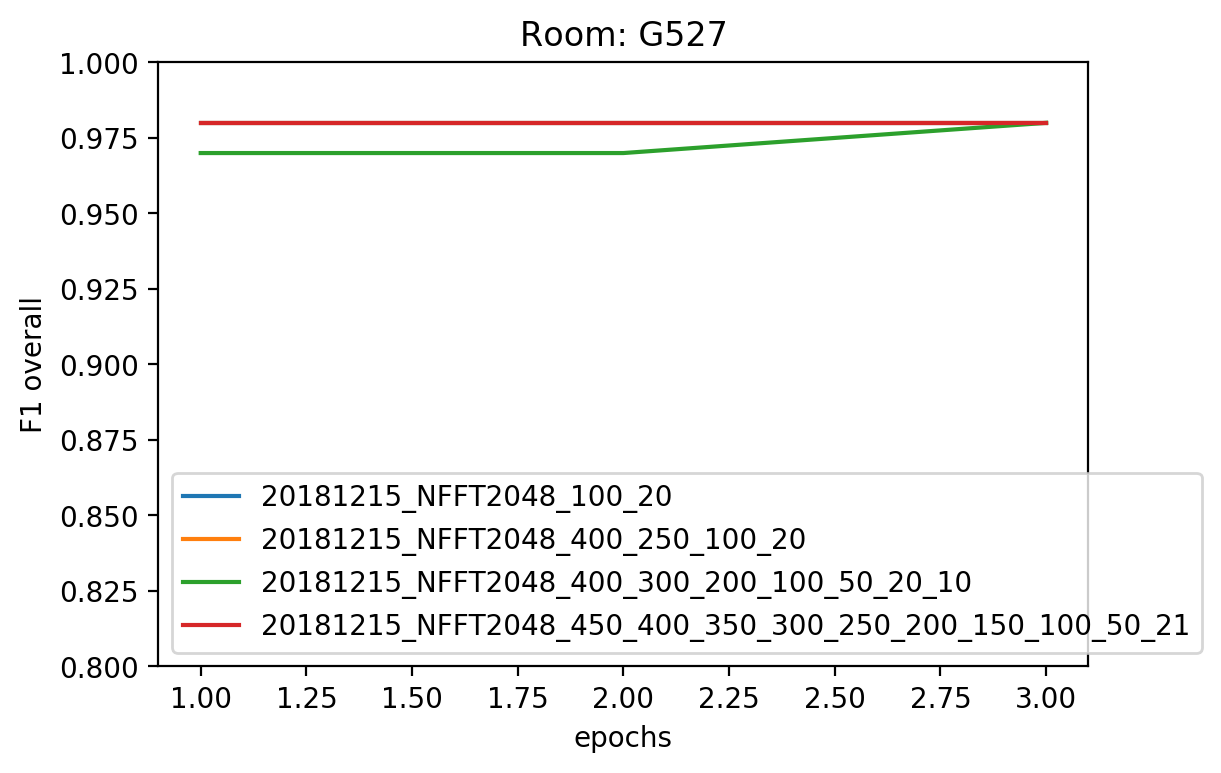 Room: G527
1.000
0.975
0.950
0.925
0.900
0.875
0.850
0.825
0.800
F1 overall
20181215_NFFT2048_100_20
20181215_NFFT2048_400_250_100_20
20181215_NFFT2048_400_300_200_100_50_20_10
20181215_NFFT2048_450_400_350_300_250_200_150_100_50_21
1.00 1.25 1.50 1.75 2.00 2.25 2.50 2.75 3.00
epochs